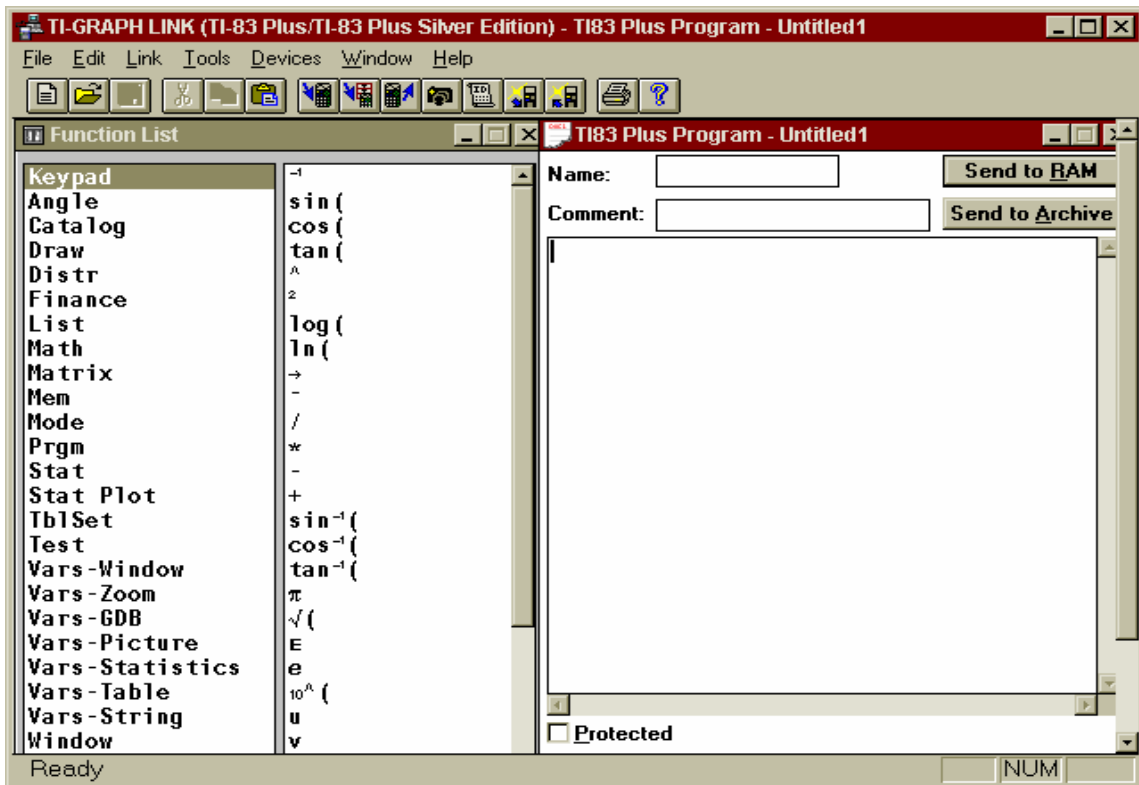 TI-GRAPH LINK (TI-83 Plus/TI-83 Plus Silver Edition) - TI83 Plus Program - Untitled1
File Edit Link Tools Devices Window Help
Function List
Keypad
Angle
Catalog
Draw
Distr
Finance
List
Math
Matrix
Mem
Mode
Prgm
Stat
Stat Plot
TblSet
Test
Vars-Window
Vars-Zoom
Vars-GDB
Vars-Picture
Vars-Statistics
Vars-Table
Vars-String
Window
⁻¹
sin(
cos(
tan(
^
²
log(
ln(
→
⁻
/
*
-
+
sin⁻¹(
cos⁻¹(
tan⁻¹(
π
√(
ᴇ
e
₁₀^(
u
v
TI83 Plus Program - Untitled1
Name:
Send to RAM
Comment:
Send to Archive
Protected
Ready
NUM